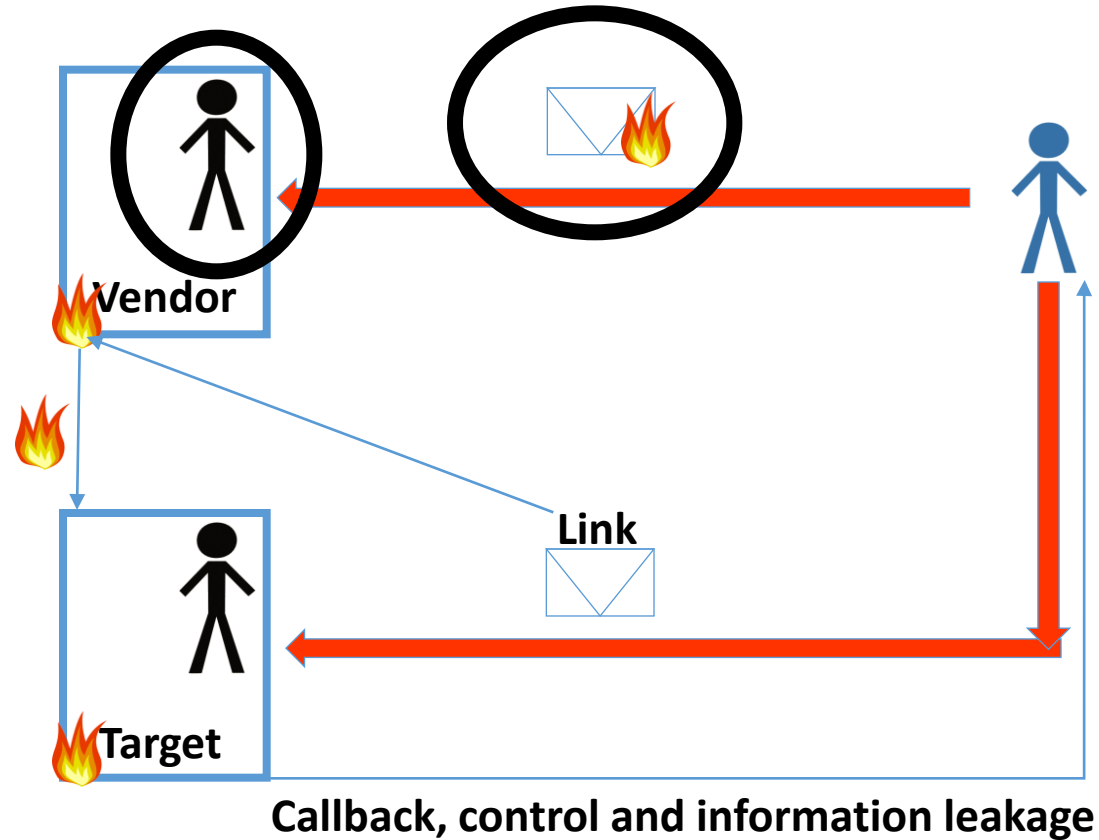 Vendor
Link
Target
Callback, control and information leakage